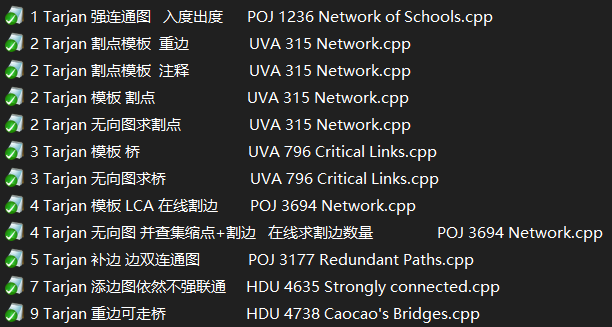 1 Tarjan 强连通图 入度出度 POJ 1236 Network of Schools.cpp
2 Tarjan 割点模板 重边 UVA 315 Network.cpp
2 Tarjan 割点模板 注释 UVA 315 Network.cpp
2 Tarjan 模板 割点 UVA 315 Network.cpp
2 Tarjan 无向图求割点 UVA 315 Network.cpp
3 Tarjan 模板 桥 UVA 796 Critical Links.cpp
3 Tarjan 无向图求桥 UVA 796 Critical Links.cpp
4 Tarjan 模板 LCA 在线割边 POJ 3694 Network.cpp
4 Tarjan 无向图 并查集缩点+割边 在线求割边数量 POJ 3694 Network.cpp
5 Tarjan 补边 边双连通图 POJ 3177 Redundant Paths.cpp
7 Tarjan 添边图依然不强联通 HDU 4635 Strongly connected.cpp
9 Tarjan 重边可走桥 HDU 4738 Caocao's Bridges.cpp